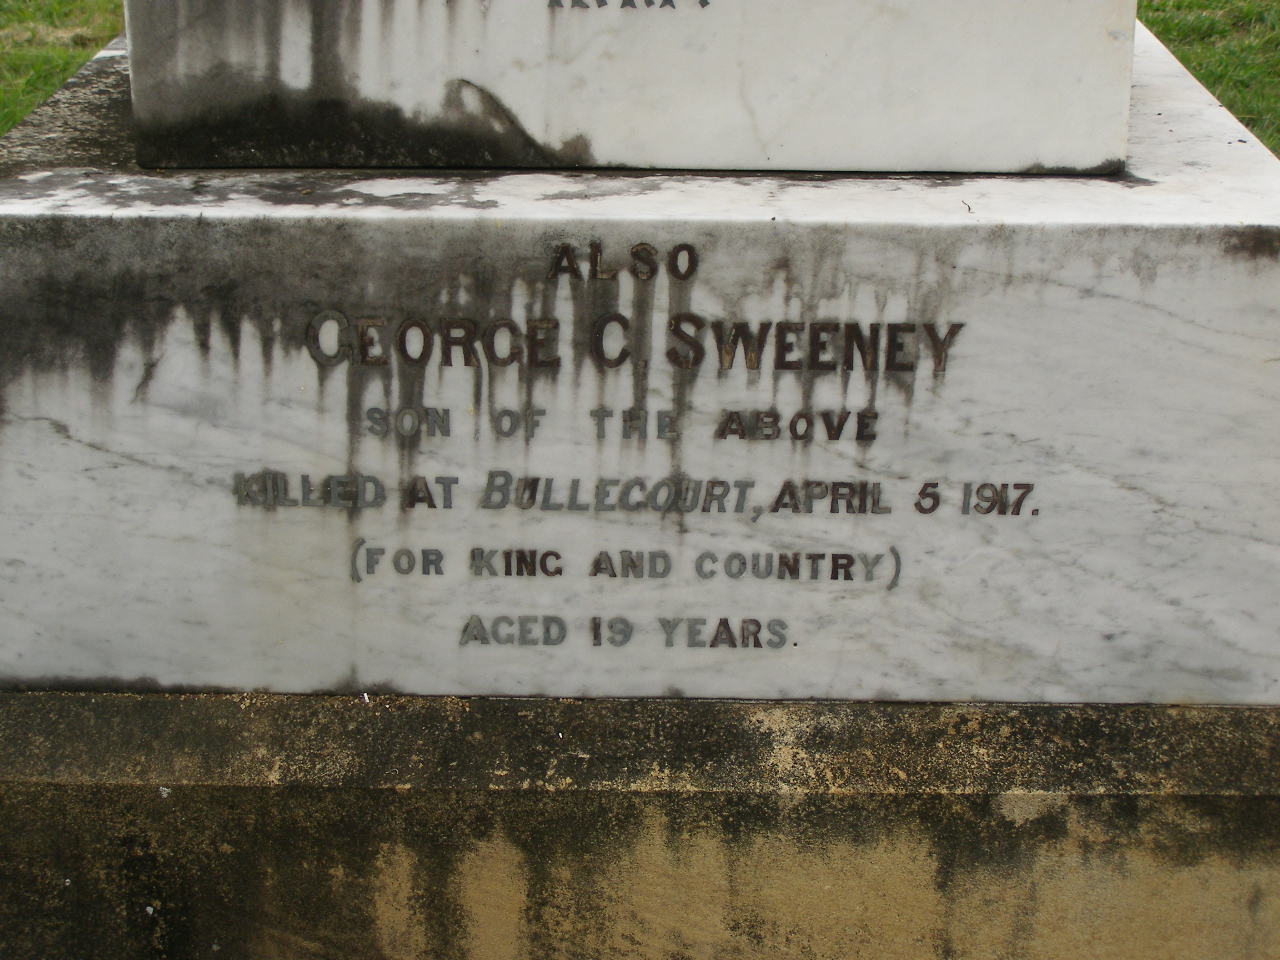 ALSO
GEORGE C. SWEENEY
SON OF THE ABOVE
KILLED AT BULLECOURT, APRIL 5 1917.
(FOR KING AND COUNTRY)
AGED 19 YEARS.